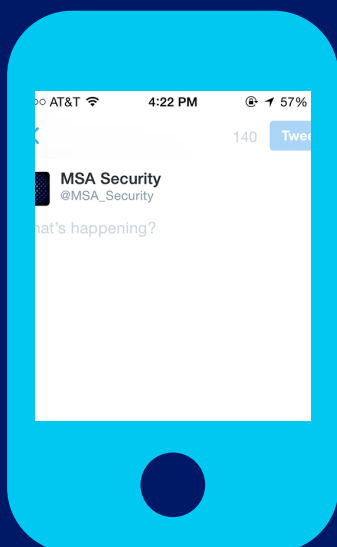 AT&T 4:22 PM 57%
140 Twee
MSA Security
@MSA_Security
hat's happening?